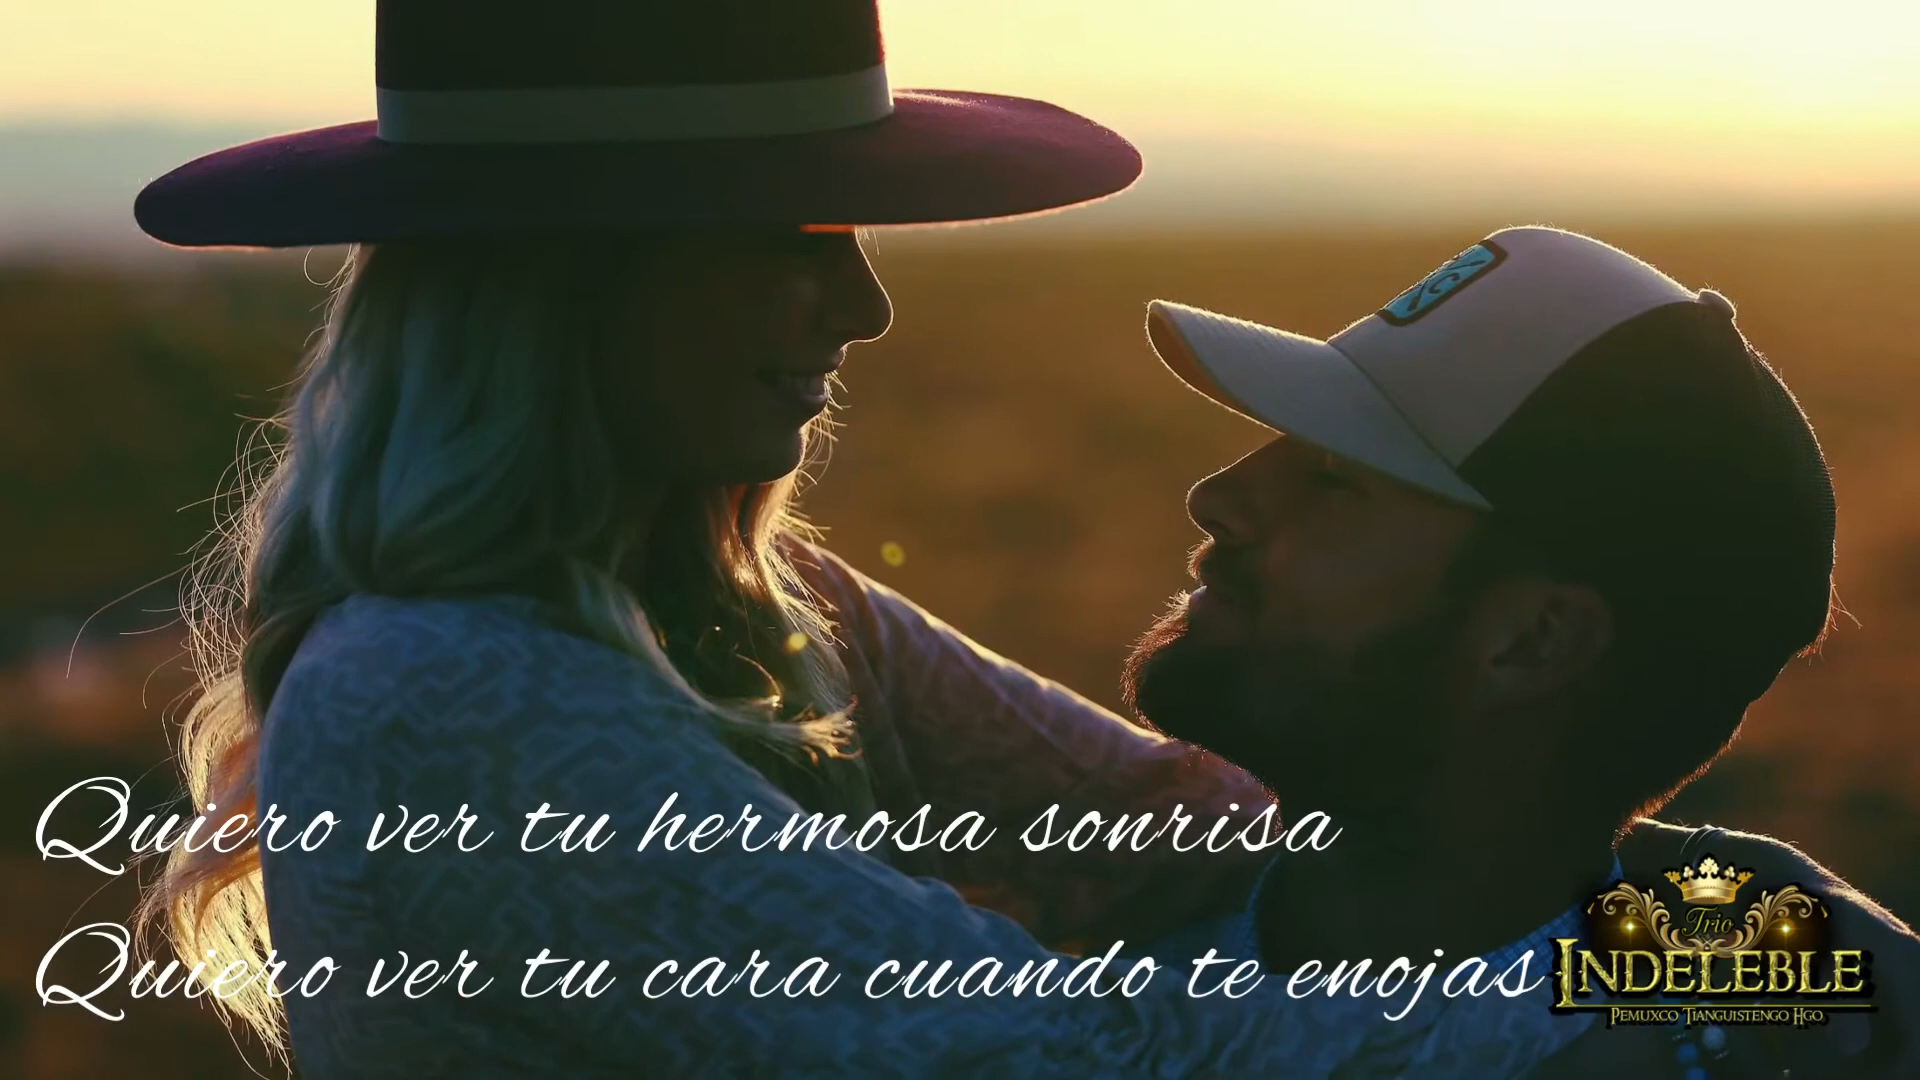 Quiero ver tu hermosa sonrisa
Quiero ver tu cara cuando te enojas
Trio
INDELEBLE
PEMUXCO TIANGUISTENGO HGO